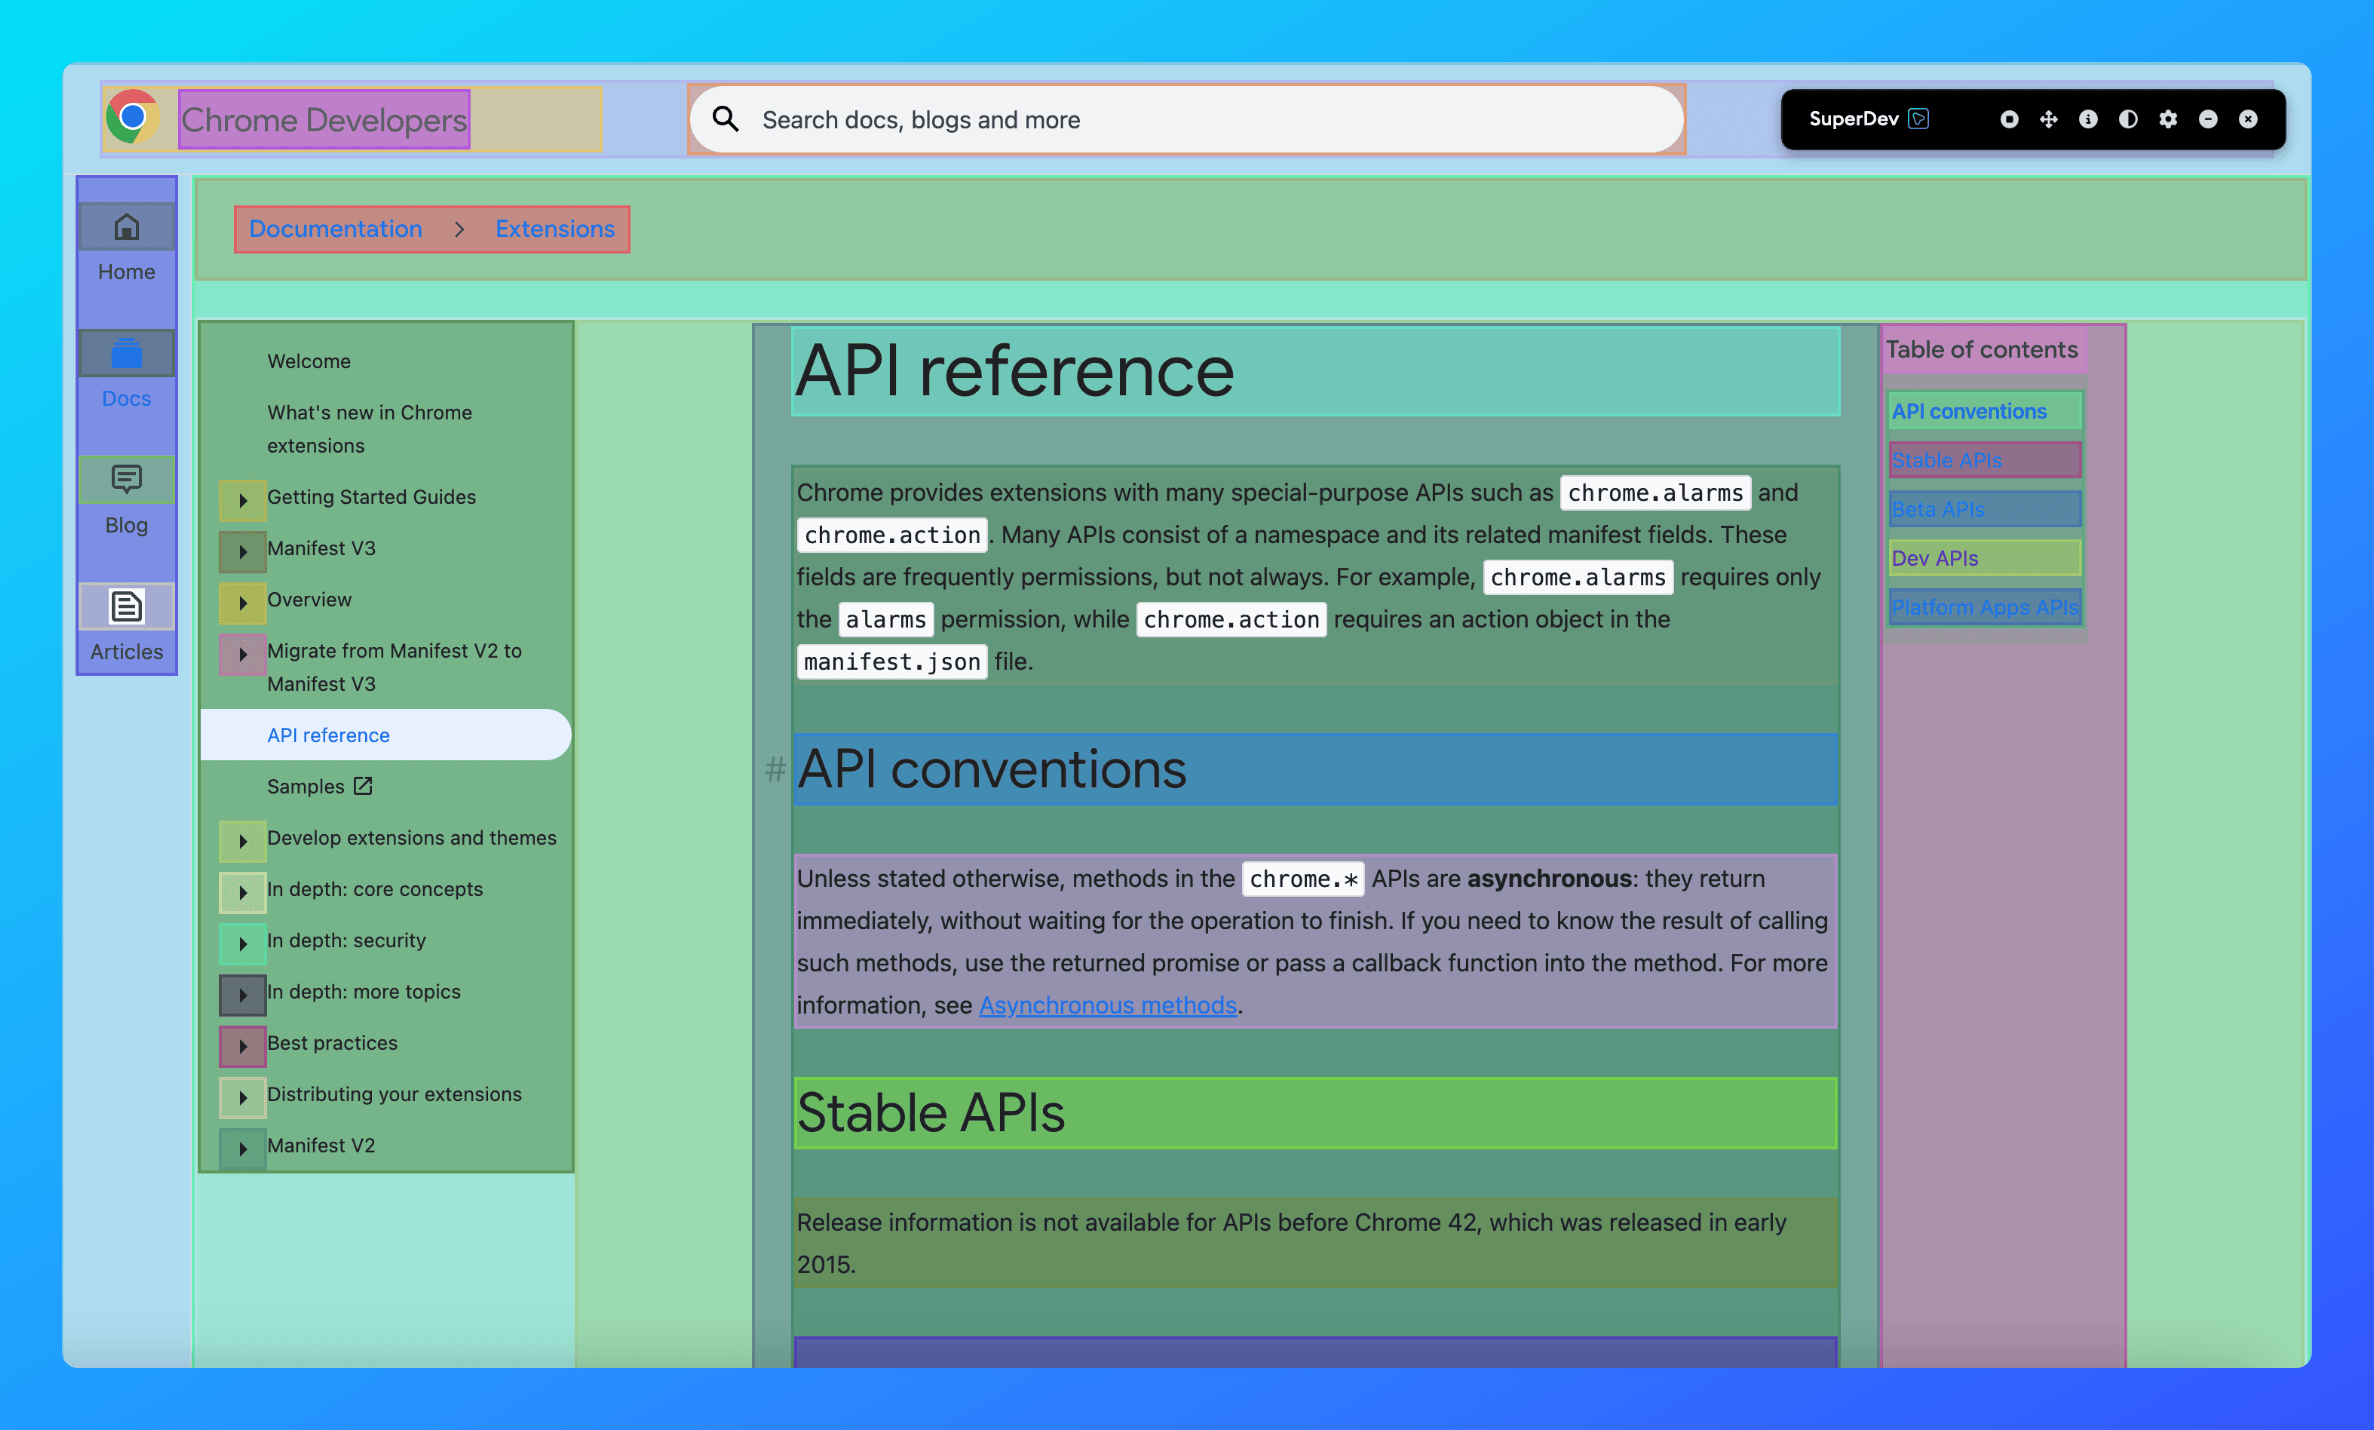 Chrome Developers
Search docs, blogs and more
SuperDev
Home
Docs
Blog
Articles
Documentation > Extensions
Welcome
What's new in Chrome
extensions
Getting Started Guides
Manifest V3
Overview
Migrate from Manifest V2 to
Manifest V3
API reference
Samples
Develop extensions and themes
In depth: core concepts
In depth: security
In depth: more topics
Best practices
Distributing your extensions
Manifest V2
API reference
Chrome provides extensions with many special-purpose APIs such as chrome.alarms and
chrome.action. Many APIs consist of a namespace and its related manifest fields. These
fields are frequently permissions, but not always. For example, chrome.alarms requires only
the alarms permission, while chrome.action requires an action object in the
manifest.json file.
# API conventions
Unless stated otherwise, methods in the chrome.* APIs are asynchronous: they return
immediately, without waiting for the operation to finish. If you need to know the result of calling
such methods, use the returned promise or pass a callback function into the method. For more
information, see Asynchronous methods.
Stable APIs
Release information is not available for APIs before Chrome 42, which was released in early
2015.
Table of contents
API conventions
Stable APIs
Beta APIs
Dev APIs
Platform Apps APIs